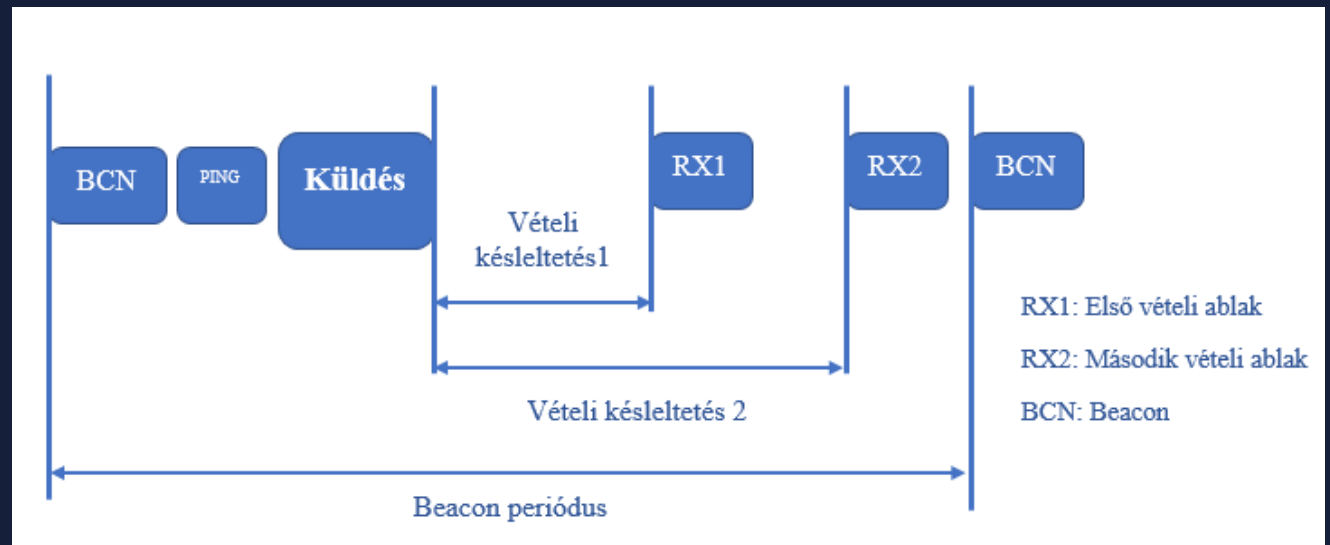 BCN
PING
Küldés
RX1
RX2
BCN
Vételi
késleltetés1
Vételi késleltetés 2
Beacon periódus
RX1: Első vételi ablak
RX2: Második vételi ablak
BCN: Beacon